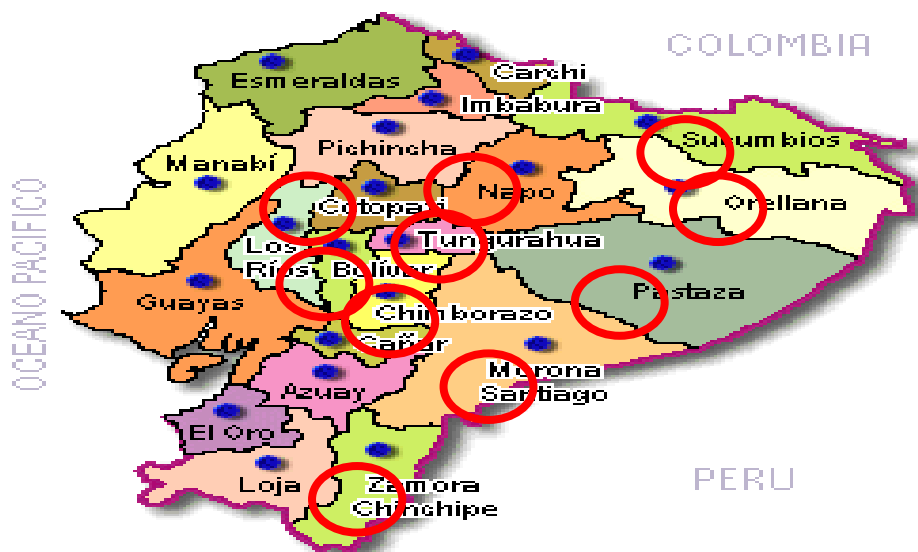 COLOMBIA
Carchi
Esmeraldas
Imbabura
Sucumbios
Pichincha
Manabí
Napo
Orellana
Cotopaxi
Tungurahua
Los
Ríos
Bolívar
Pastaza
Guayas
Chimborazo
Cañar
OCEANO PACIFICO
Morona
Santiago
Azuay
El Oro
Loja
Zamora
Chinchipe
PERU